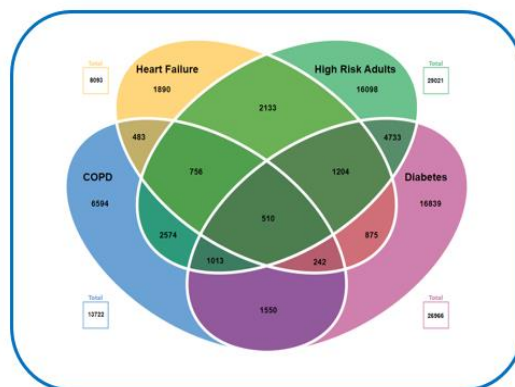 Total
8093
Heart Failure
1890
High Risk Adults
16098
Total
29021
2133
483
4733
756
1204
COPD
6594
Diabetes
16839
510
2574
875
1013
242
1550
Total
13722
Total
26966